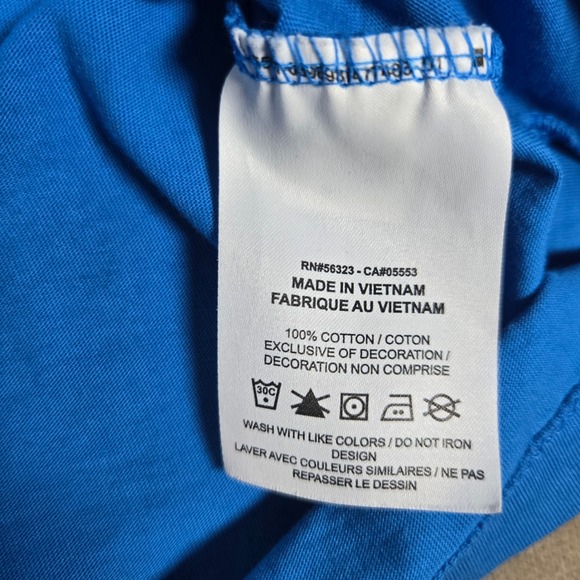 RN#56323 - CA#05553
MADE IN VIETNAM
FABRIQUE AU VIETNAM
100% COTTON / COTON
EXCLUSIVE OF DECORATION /
DECORATION NON COMPRISE
30C
WASH WITH LIKE COLORS / DO NOT IRON
DESIGN
LAVER AVEC COULEURS SIMILAIRES / NE PAS
REPASSER LE DESSIN